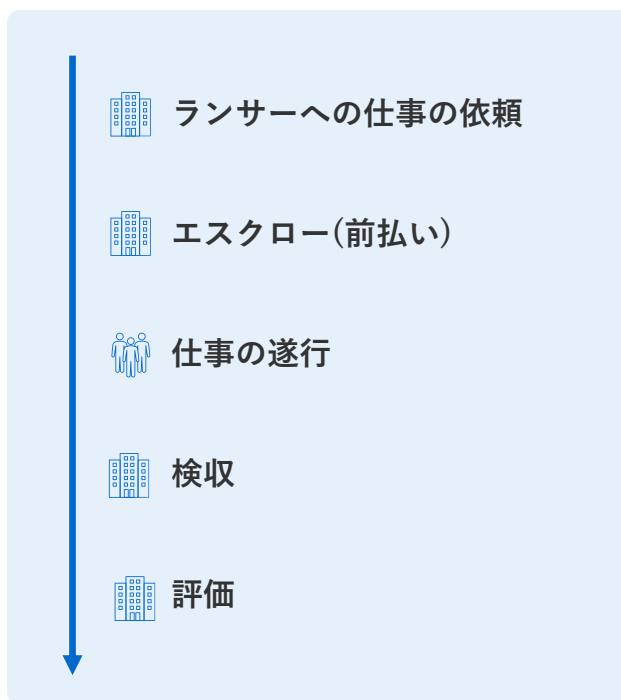 ランサーへの仕事の依頼
エスクロー(前払い)
仕事の遂行
検収
評価